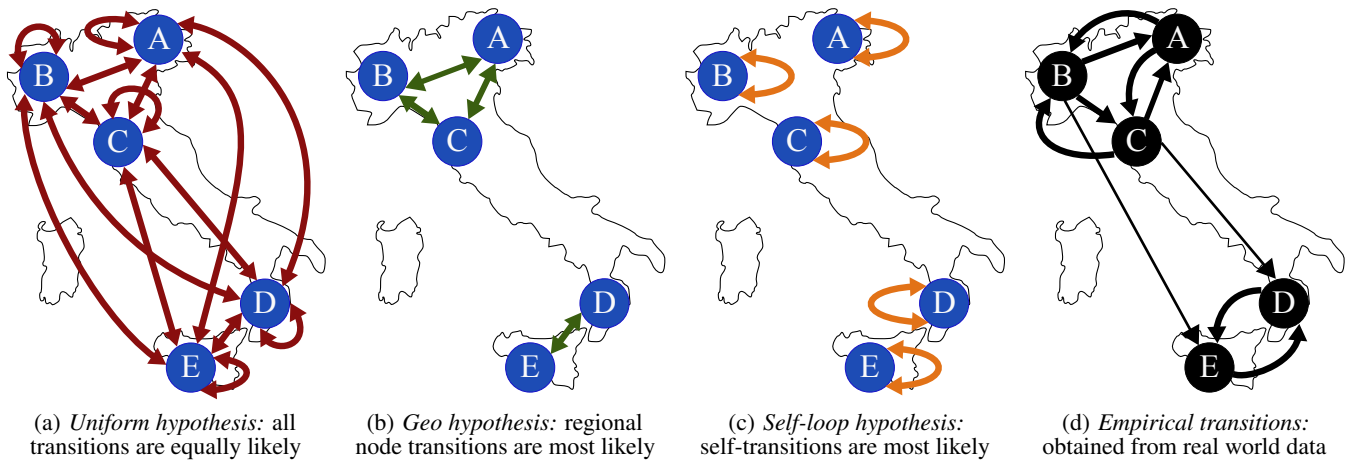 A
B
C
D
E
A
B
C
D
E
A
B
C
D
E
A
B
C
D
E
(a) Uniform hypothesis: all
transitions are equally likely
(b) Geo hypothesis: regional
node transitions are most likely
(c) Self-loop hypothesis:
self-transitions are most likely
(d) Empirical transitions:
obtained from real world data